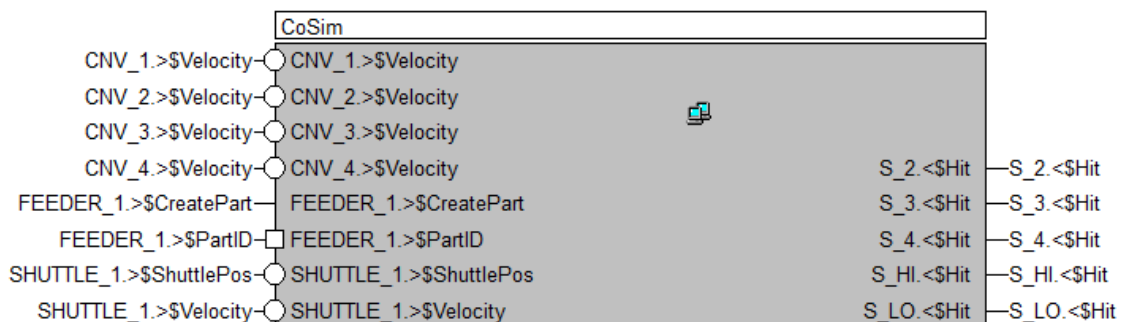 CoSim
CNV_1.>$Velocity CNV_1.>$Velocity
CNV_2.>$Velocity CNV_2.>$Velocity
CNV_3.>$Velocity CNV_3.>$Velocity
CNV_4.>$Velocity CNV_4.>$Velocity S_2.<$Hit S_2.<$Hit
FEEDER_1.>$CreatePart FEEDER_1.>$CreatePart S_3.<$Hit S_3.<$Hit
FEEDER_1.>$PartID FEEDER_1.>$PartID S_4.<$Hit S_4.<$Hit
SHUTTLE_1.>$ShuttlePos SHUTTLE_1.>$ShuttlePos S_HI.<$Hit S_HI.<$Hit
SHUTTLE_1.>$Velocity SHUTTLE_1.>$Velocity S_LO.<$Hit S_LO.<$Hit